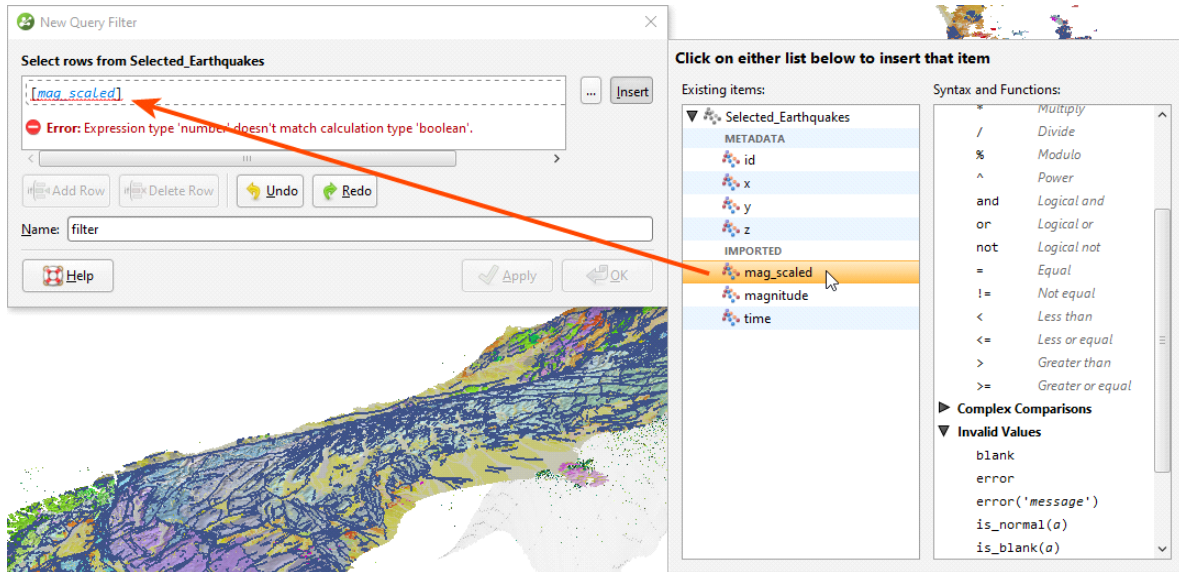 New Query Filter
Select rows from Selected_Earthquakes
[mag_scaled]
... Insert
Error: Expression type 'number' doesn't match calculation type 'boolean'.
Add Row Delete Row Undo Redo
Name: filter
Help Apply OK
Click on either list below to insert that item
Existing items:
Selected_Earthquakes
METADATA
id
x
y
z
IMPORTED
mag_scaled
magnitude
time
Syntax and Functions:
* Multiply
/ Divide
% Modulo
^ Power
and Logical and
or Logical or
not Logical not
= Equal
!= Not equal
< Less than
<= Less or equal
> Greater than
>= Greater or equal
Complex Comparisons
Invalid Values
blank
error
error('message')
is_normal(a)
is_blank(a)